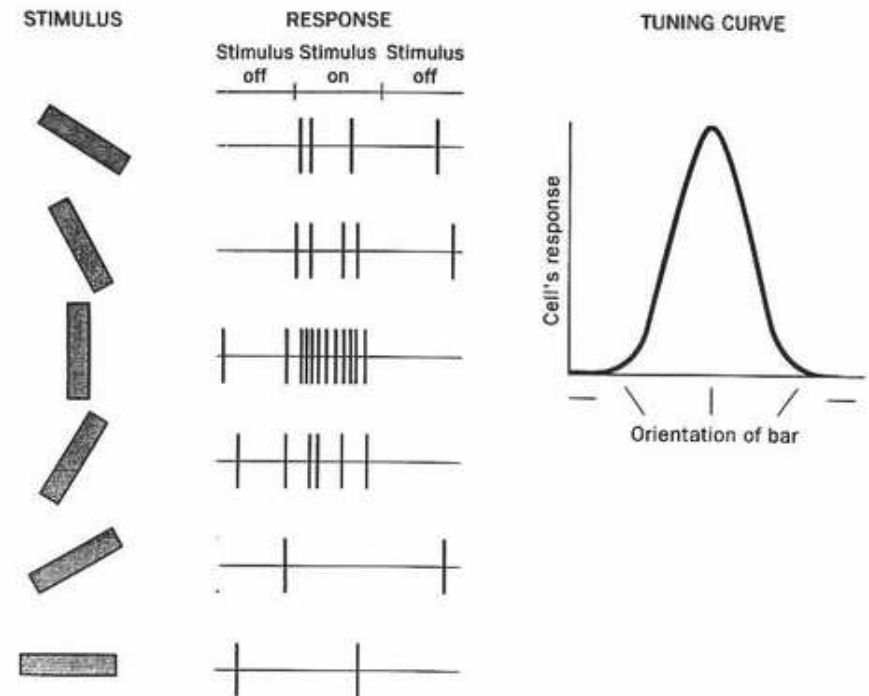 STIMULUS
RESPONSE
TUNING CURVE
Stimulus Stimulus Stimulus
off on off
Cell's response
Orientation of bar